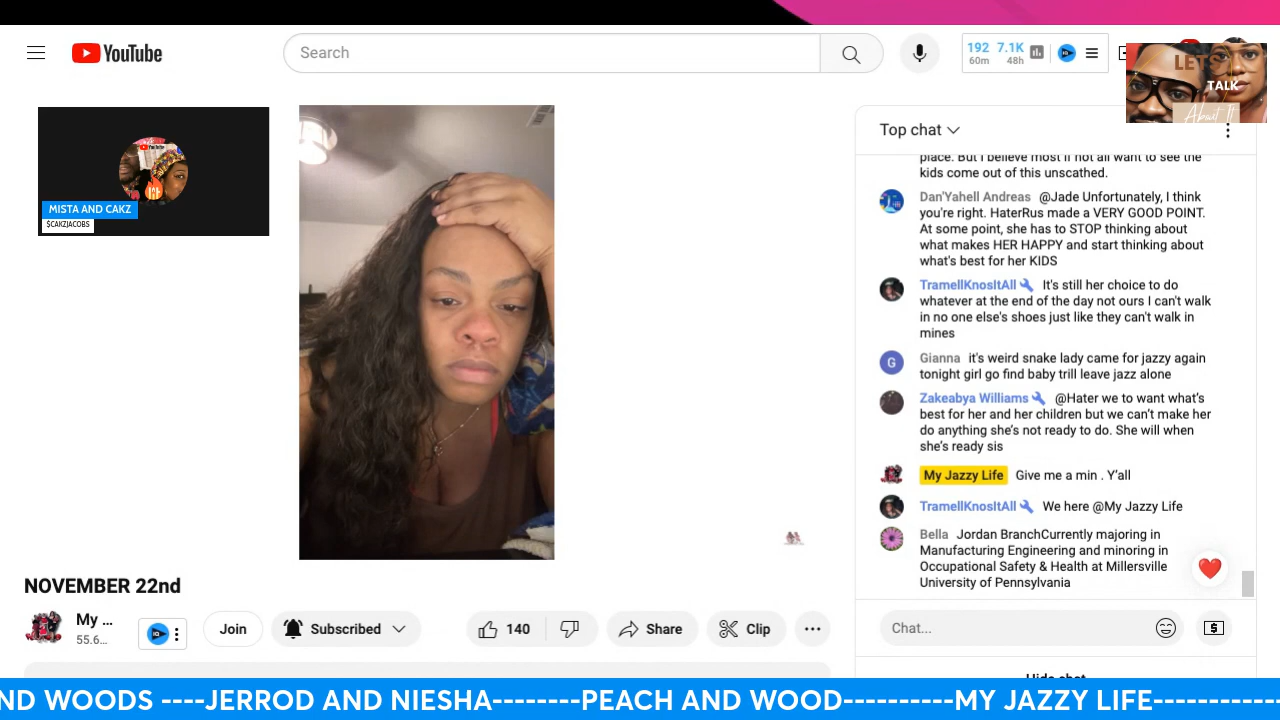 YouTube
Search
192 7.1K
60m 48h
LETS
TALK
About It
MISTA AND CAKZ
$CAKZJACOBS
Top chat
place. But I believe most if not all want to see the
kids come out of this unscathed.
Dan'Yahell Andreas @Jade Unfortunately, I think
you're right. HaterRus made a VERY GOOD POINT.
At some point, she has to STOP thinking about
what makes HER HAPPY and start thinking about
what's best for her KIDS
TramellKnosItAll It's still her choice to do
whatever at the end of the day not ours I can't walk
in no one else's shoes just like they can't walk in
mines
G Gianna it's weird snake lady came for jazzy again
tonight girl go find baby trill leave jazz alone
Zakeabya Williams @Hater we to want what's
best for her and her children but we can't make her
do anything she's not ready to do. She will when
she's ready sis
My Jazzy Life Give me a min . Y'all
TramellKnosItAll We here @My Jazzy Life
Bella Jordan BranchCurrently majoring in
Manufacturing Engineering and minoring in
Occupational Safety & Health at Millersville
University of Pennsylvania
Chat...
Hide chat
NOVEMBER 22nd
My ...
55.6...
Join
Subscribed
140
Share
Clip
ND WOODS ----JERROD AND NIESHA--------PEACH AND WOOD----------MY JAZZY LIFE------------